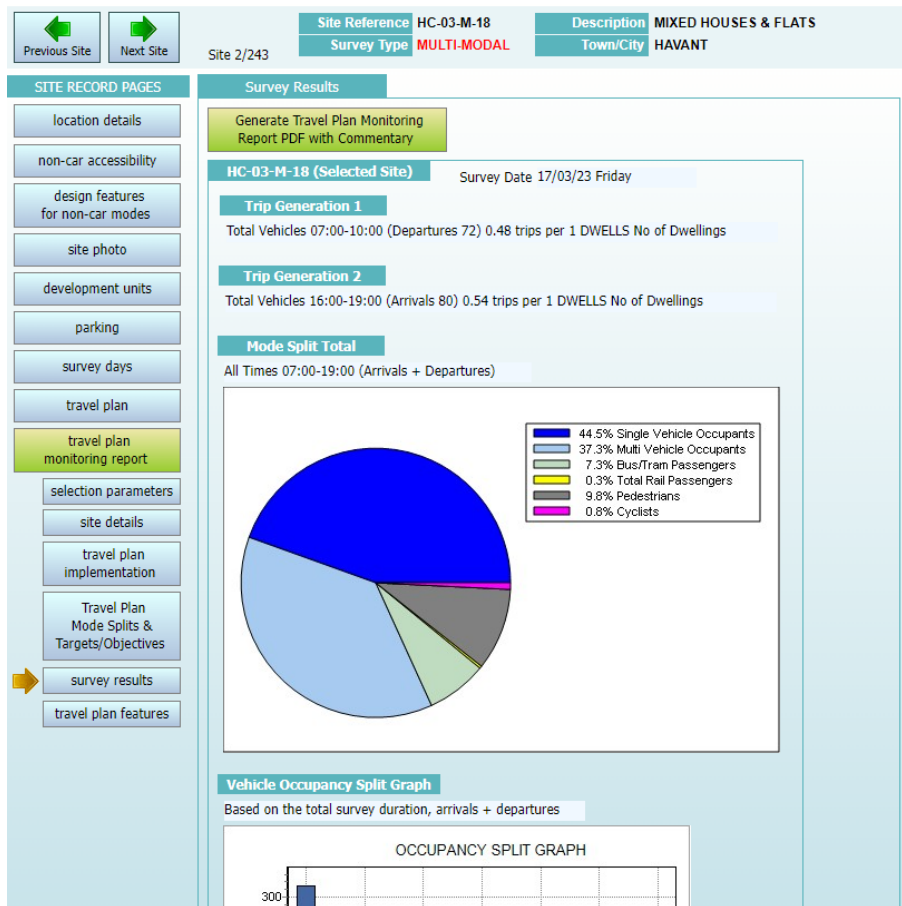 Previous Site
Next Site
Site 2/243
Site Reference HC-03-M-18
Survey Type MULTI-MODAL
Description MIXED HOUSES & FLATS
Town/City HAVANT
SITE RECORD PAGES
location details
non-car accessibility
design features
for non-car modes
site photo
development units
parking
survey days
travel plan
travel plan
monitoring report
selection parameters
site details
travel plan
implementation
Travel Plan
Mode Splits &
Targets/Objectives
survey results
travel plan features
Survey Results
Generate Travel Plan Monitoring
Report PDF with Commentary
HC-03-M-18 (Selected Site)
Survey Date 17/03/23 Friday
Trip Generation 1
Total Vehicles 07:00-10:00 (Departures 72) 0.48 trips per 1 DWELLS No of Dwellings
Trip Generation 2
Total Vehicles 16:00-19:00 (Arrivals 80) 0.54 trips per 1 DWELLS No of Dwellings
Mode Split Total
All Times 07:00-19:00 (Arrivals + Departures)
44.5% Single Vehicle Occupants
37.3% Multi Vehicle Occupants
7.3% Bus/Tram Passengers
0.3% Total Rail Passengers
9.8% Pedestrians
0.8% Cyclists
Vehicle Occupancy Split Graph
Based on the total survey duration, arrivals + departures
OCCUPANCY SPLIT GRAPH
300